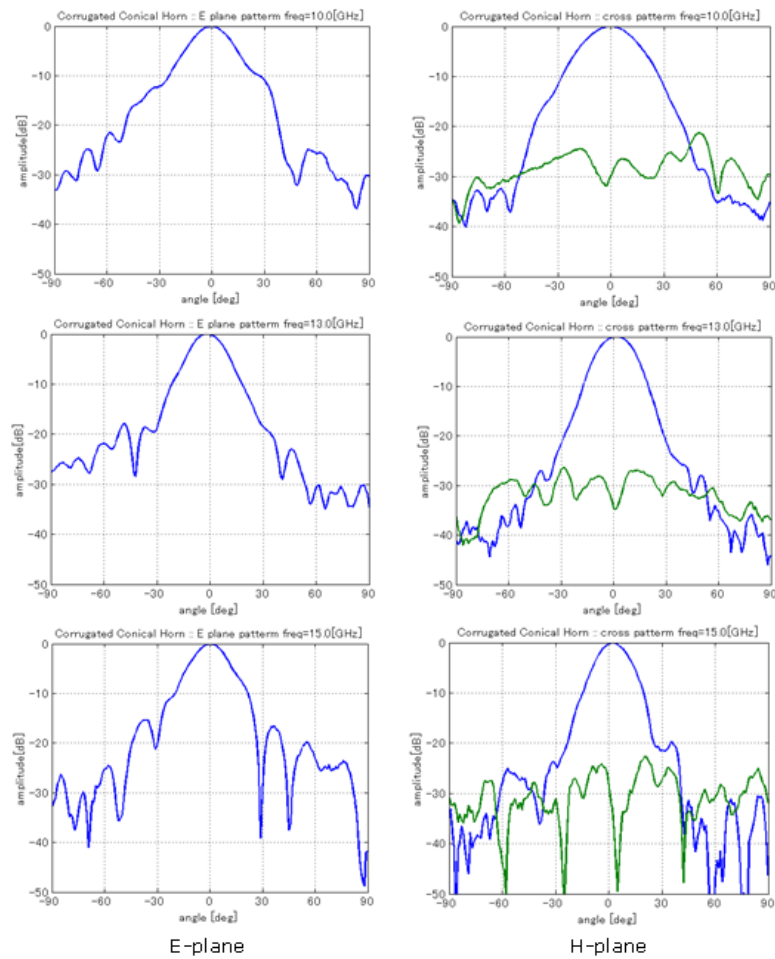 Corrugated Conical Horn :: E plane patterm freq=10.0[GHz]
0
-10
-20
-30
-40
-50
amplitude[dB]
-90 -60 -30 0 30 60 90
angle [deg]
Corrugated Conical Horn :: cross patterm freq=10.0[GHz]
0
-10
-20
-30
-40
-50
amplitude[dB]
-90 -60 -30 0 30 60 90
angle [deg]
Corrugated Conical Horn :: E plane patterm freq=13.0[GHz]
0
-10
-20
-30
-40
-50
amplitude[dB]
-90 -60 -30 0 30 60 90
angle [deg]
Corrugated Conical Horn :: cross patterm freq=13.0[GHz]
0
-10
-20
-30
-40
-50
amplitude[dB]
-90 -60 -30 0 30 60 90
angle [deg]
Corrugated Conical Horn :: E plane patterm freq=15.0[GHz]
0
-10
-20
-30
-40
-50
amplitude[dB]
-90 -60 -30 0 30 60 90
angle [deg]
Corrugated Conical Horn :: cross patterm freq=15.0[GHz]
0
-10
-20
-30
-40
-50
amplitude[dB]
-90 -60 -30 0 30 60 90
angle [deg]
E-plane
H-plane